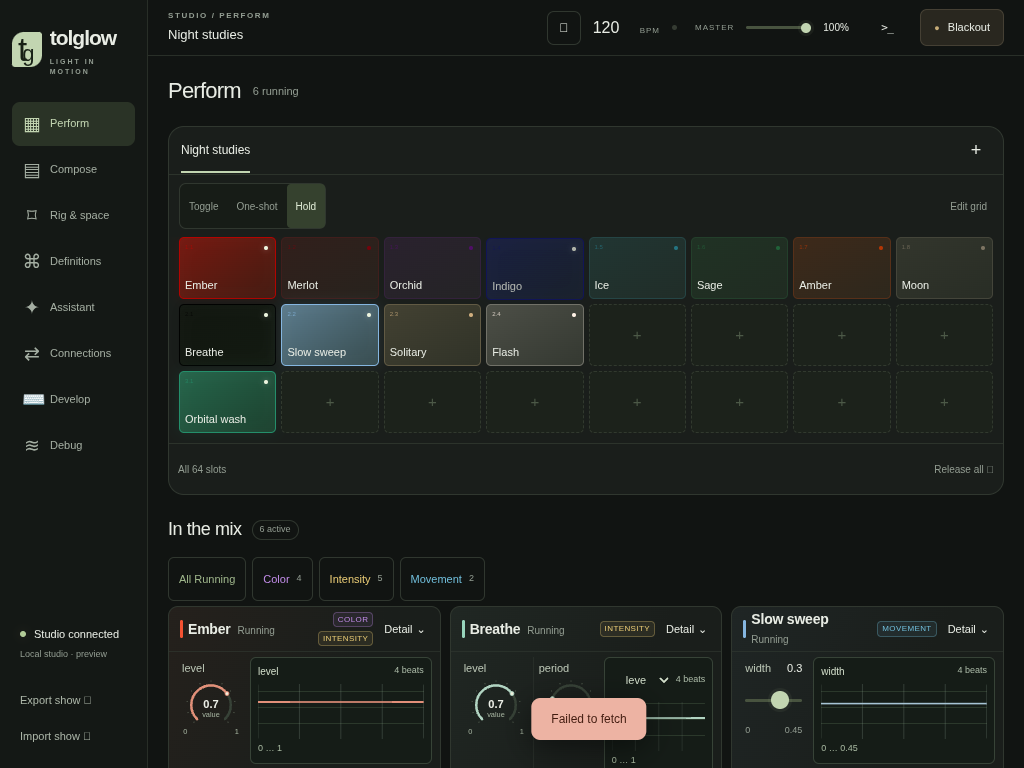 tolglow
LIGHT IN MOTION
Perform
Compose
Rig & space
Definitions
Assistant
Connections
Develop
Debug
Studio connected
Local studio · preview
Export show
Import show
STUDIO / PERFORM
Night studies
120 BPM
MASTER 100%
>_
Blackout
Perform 6 running
Night studies
+
Toggle One-shot Hold
Edit grid
Ember Merlot Orchid Indigo Ice Sage Amber Moon
2.2 2.3 2.4
Breathe Slow sweep Solitary Flash + + + +
Orbital wash + + + + + + +
All 64 slots
Release all
In the mix 6 active
All Running Color 4 Intensity 5 Movement 2
Ember Running COLOR INTENSITY Detail
level
0.7
value
0 1
level 4 beats
0 … 1
Breathe Running INTENSITY Detail
level
0.7
value
0 1
period
leve 4 beats
0 … 1
Slow sweep
Running
MOVEMENT Detail
width 0.3
0 0.45
width 4 beats
0 … 0.45
Failed to fetch